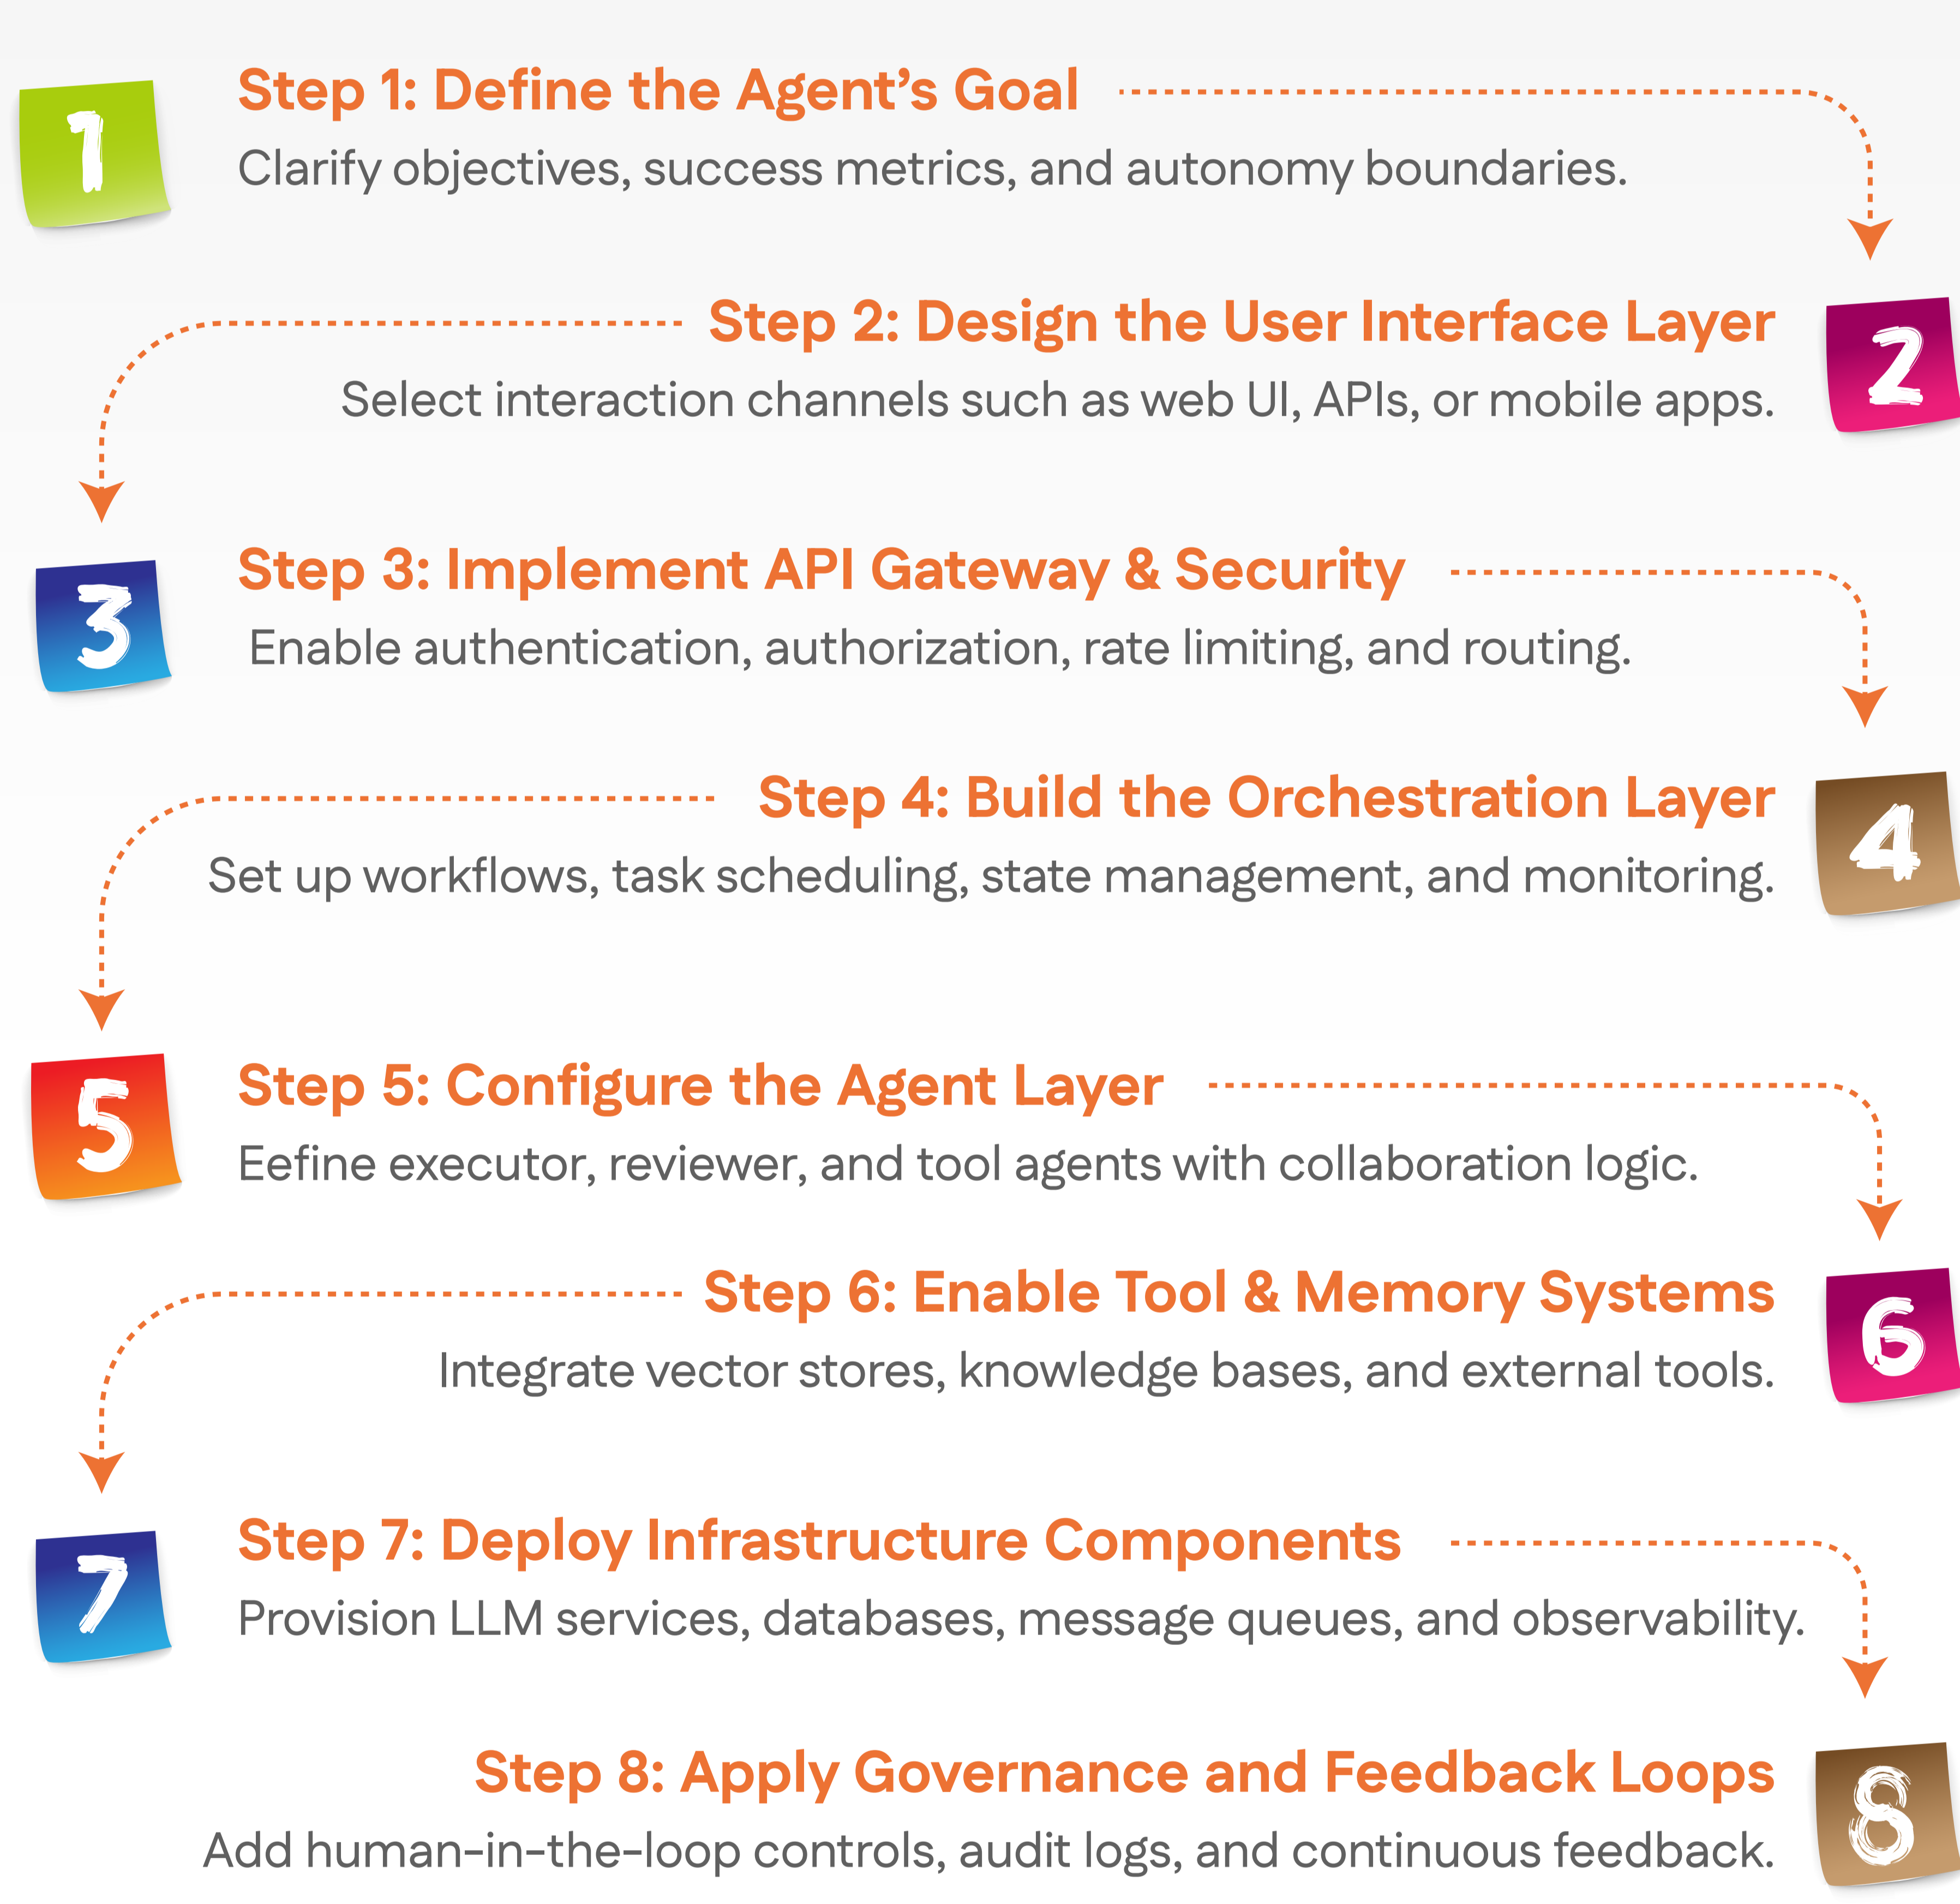 1
Step 1: Define the Agent’s Goal
Clarify objectives, success metrics, and autonomy boundaries.
Step 2: Design the User Interface Layer
2
Select interaction channels such as web UI, APIs, or mobile apps.
3
Step 3: Implement API Gateway & Security
Enable authentication, authorization, rate limiting, and routing.
Step 4: Build the Orchestration Layer
4
Set up workflows, task scheduling, state management, and monitoring.
5
Step 5: Configure the Agent Layer
Eefine executor, reviewer, and tool agents with collaboration logic.
Step 6: Enable Tool & Memory Systems
6
Integrate vector stores, knowledge bases, and external tools.
7
Step 7: Deploy Infrastructure Components
Provision LLM services, databases, message queues, and observability.
Step 8: Apply Governance and Feedback Loops
8
Add human-in-the-loop controls, audit logs, and continuous feedback.